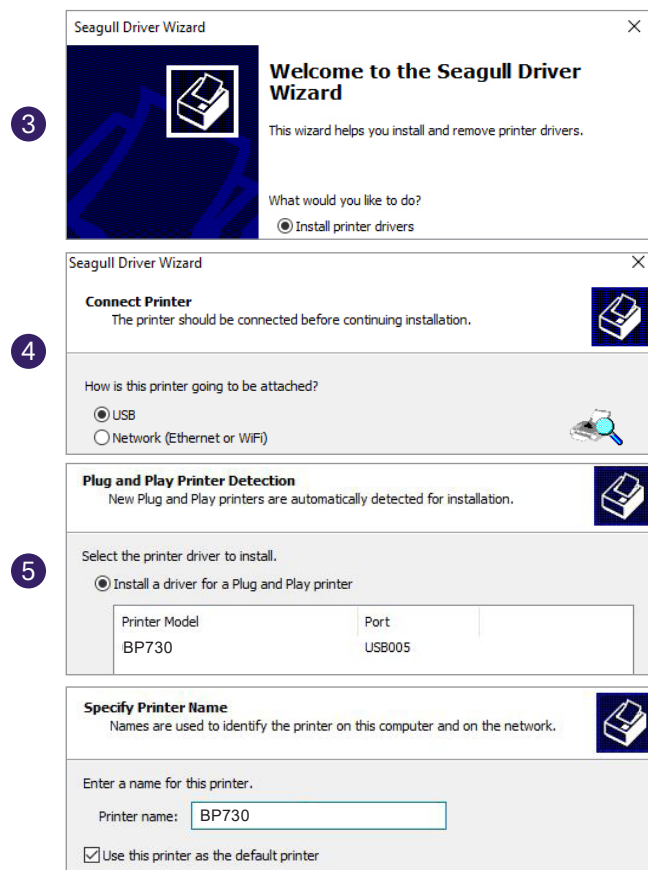 3
Seagull Driver Wizard
Welcome to the Seagull Driver
Wizard
This wizard helps you install and remove printer drivers.
What would you like to do?
Install printer drivers
4
Seagull Driver Wizard
Connect Printer
The printer should be connected before continuing installation.
How is this printer going to be attached?
USB
Network (Ethernet or WiFi)
5
Plug and Play Printer Detection
New Plug and Play printers are automatically detected for installation.
Select the printer driver to install.
Install a driver for a Plug and Play printer
Printer Model Port
BP730 USB005
Specify Printer Name
Names are used to identify the printer on this computer and on the network.
Enter a name for this printer.
Printer name: BP730
Use this printer as the default printer